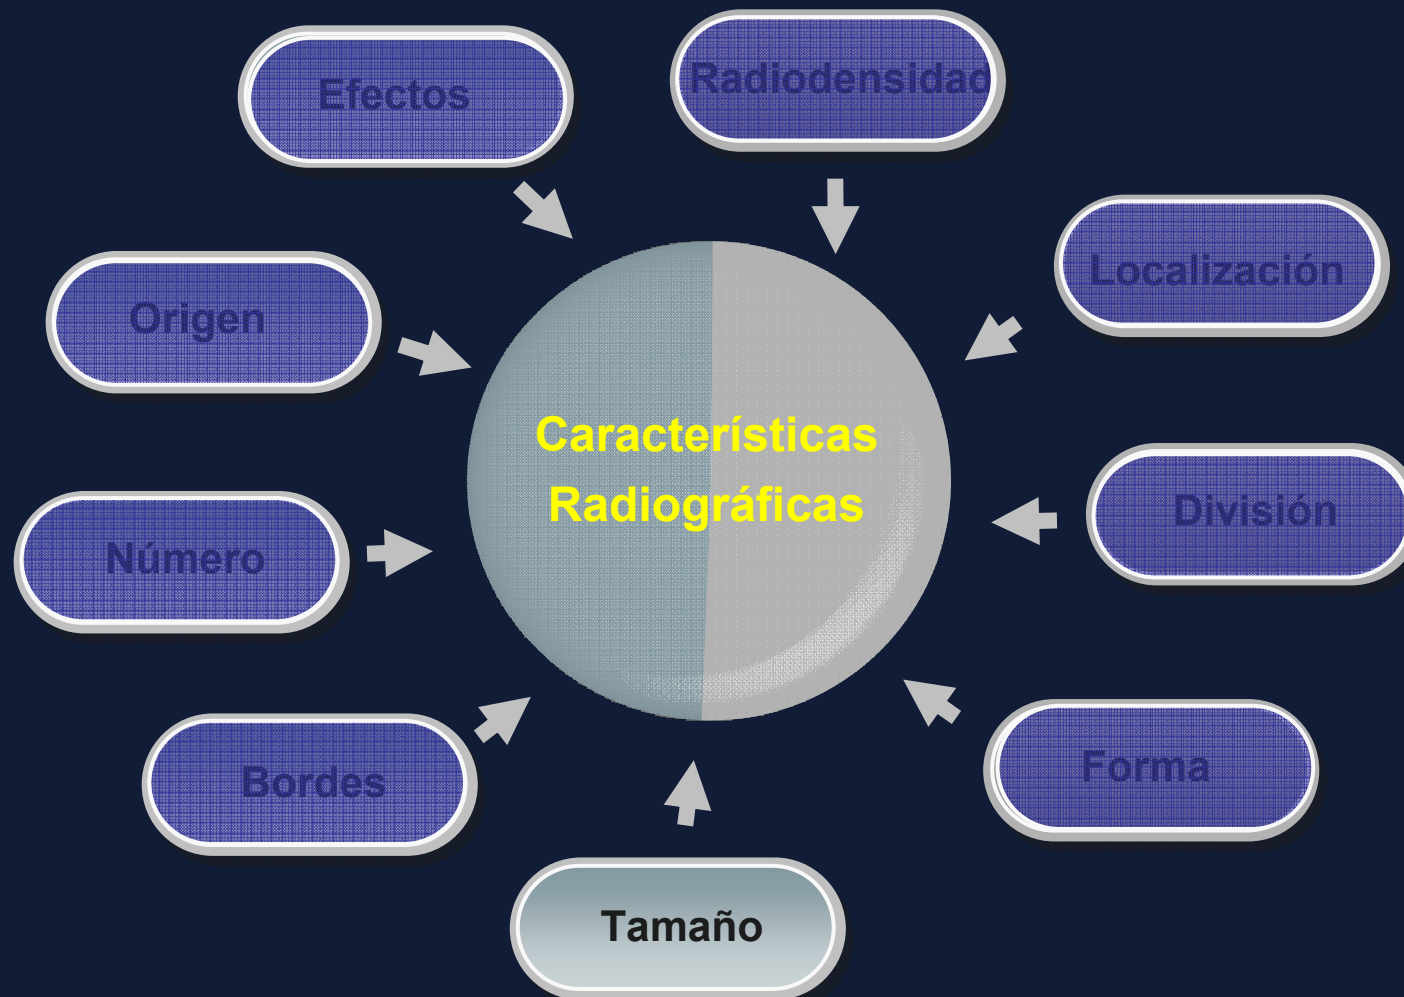 Efectos
Radiodensidad
Localización
Origen
Características
Radiográficas
División
Número
Bordes
Forma
Tamaño